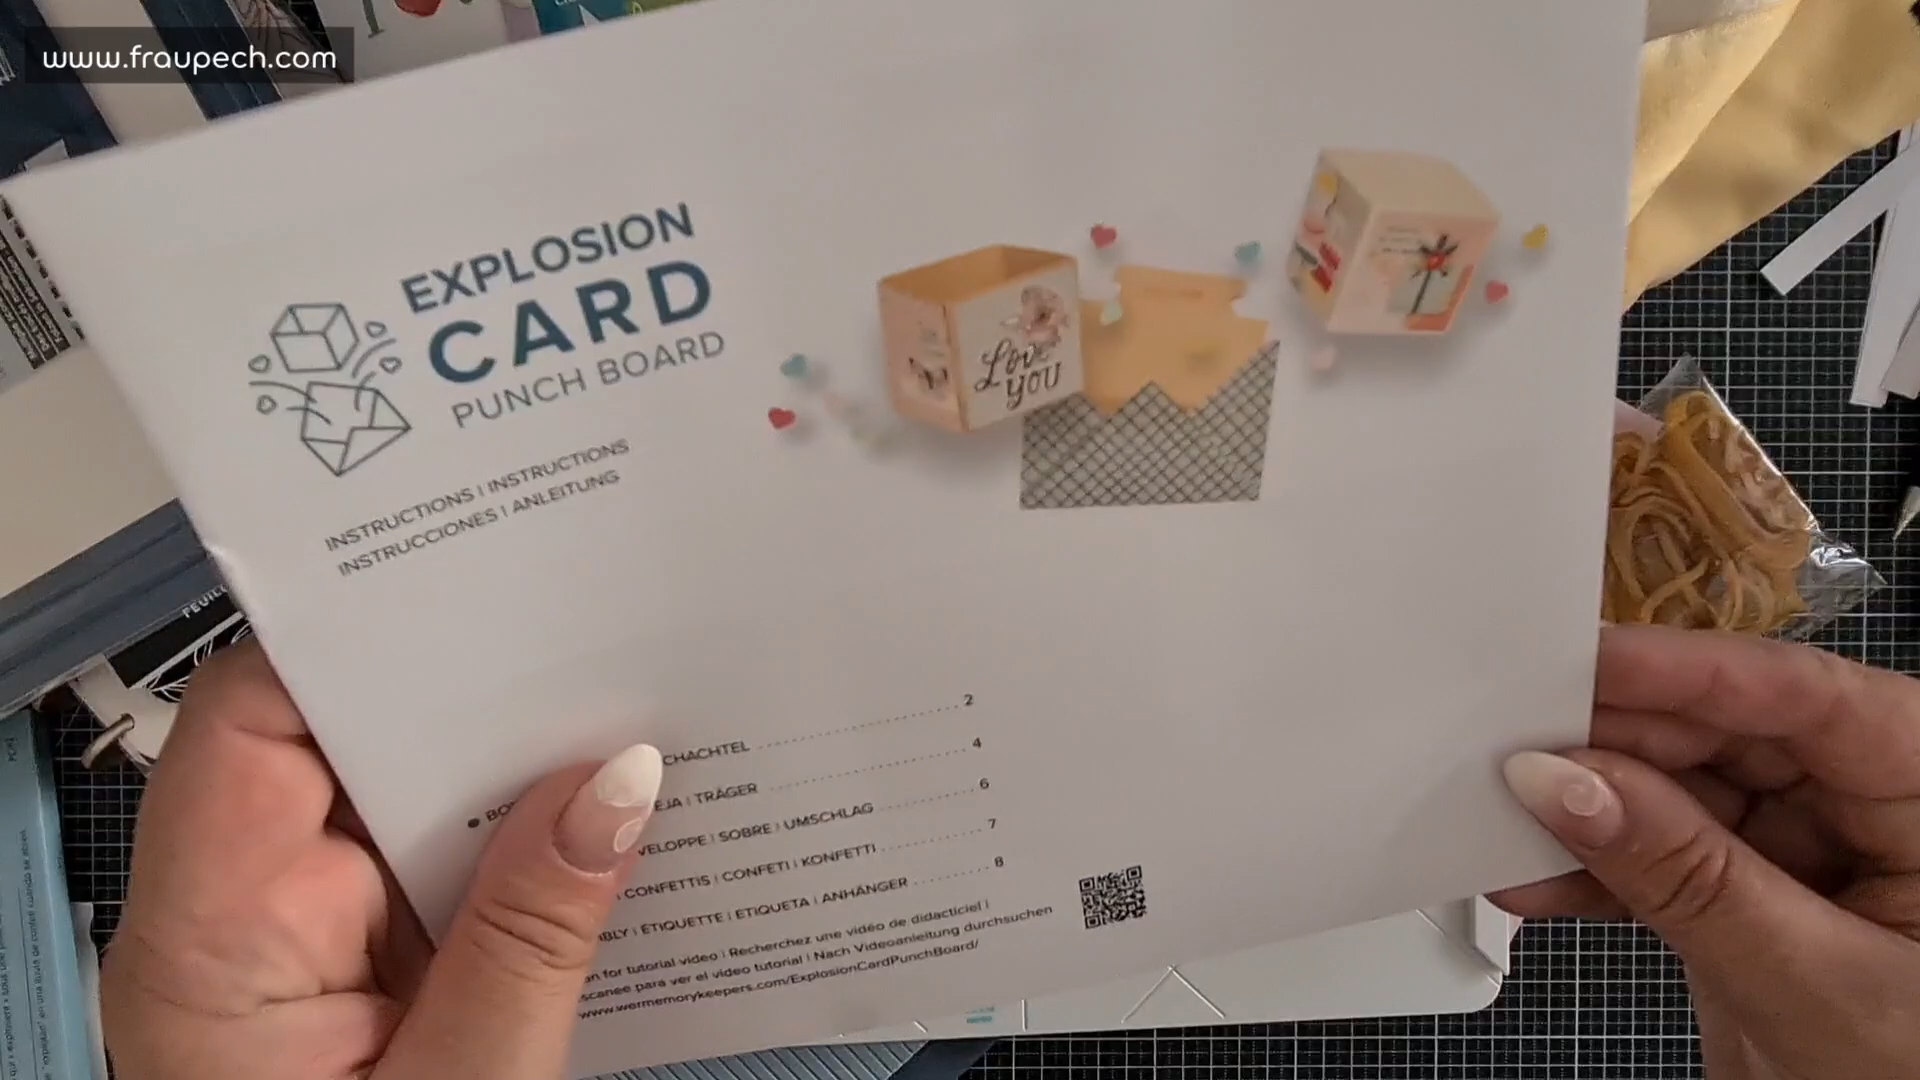 www.fraupech.com
EXPLOSION
CARD
PUNCH BOARD
INSTRUCTIONS | INSTRUCTIONS
INSTRUCCIONES | ANLEITUNG
Love
YOU
CHACHTEL 2
EJA | TRÄGER 4
VELOPPE | SOBRE | UMSCHLAG 6
| CONFETTIS | CONFETI | KONFETTI 7
BLY | ÉTIQUETTE | ETIQUETA | ANHÄNGER 8
an for tutorial video | Recherchez une vidéo de didacticiel |
scanee para ver el video tutorial | Nach Videoanleitung durchsuchen
www.wermemorykeepers.com/ExplosionCardPunchBoard/